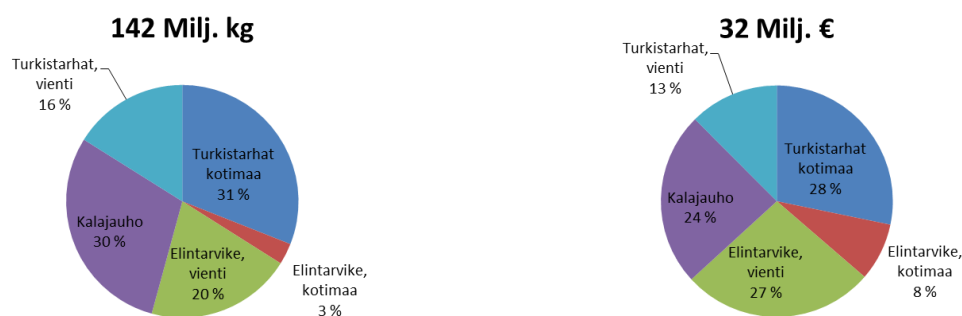 142 Milj. kg
Turkistarhat,
vienti
16 %
Turkistarhat
kotimaa
31 %
Kalajauho
30 %
Elintarvike,
vienti
20 %
Elintarvike,
kotimaa
3 %
32 Milj. €
Turkistarhat,
vienti
13 %
Turkistarhat
kotimaa
28 %
Kalajauho
24 %
Elintarvike,
vienti
27 %
Elintarvike,
kotimaa
8 %